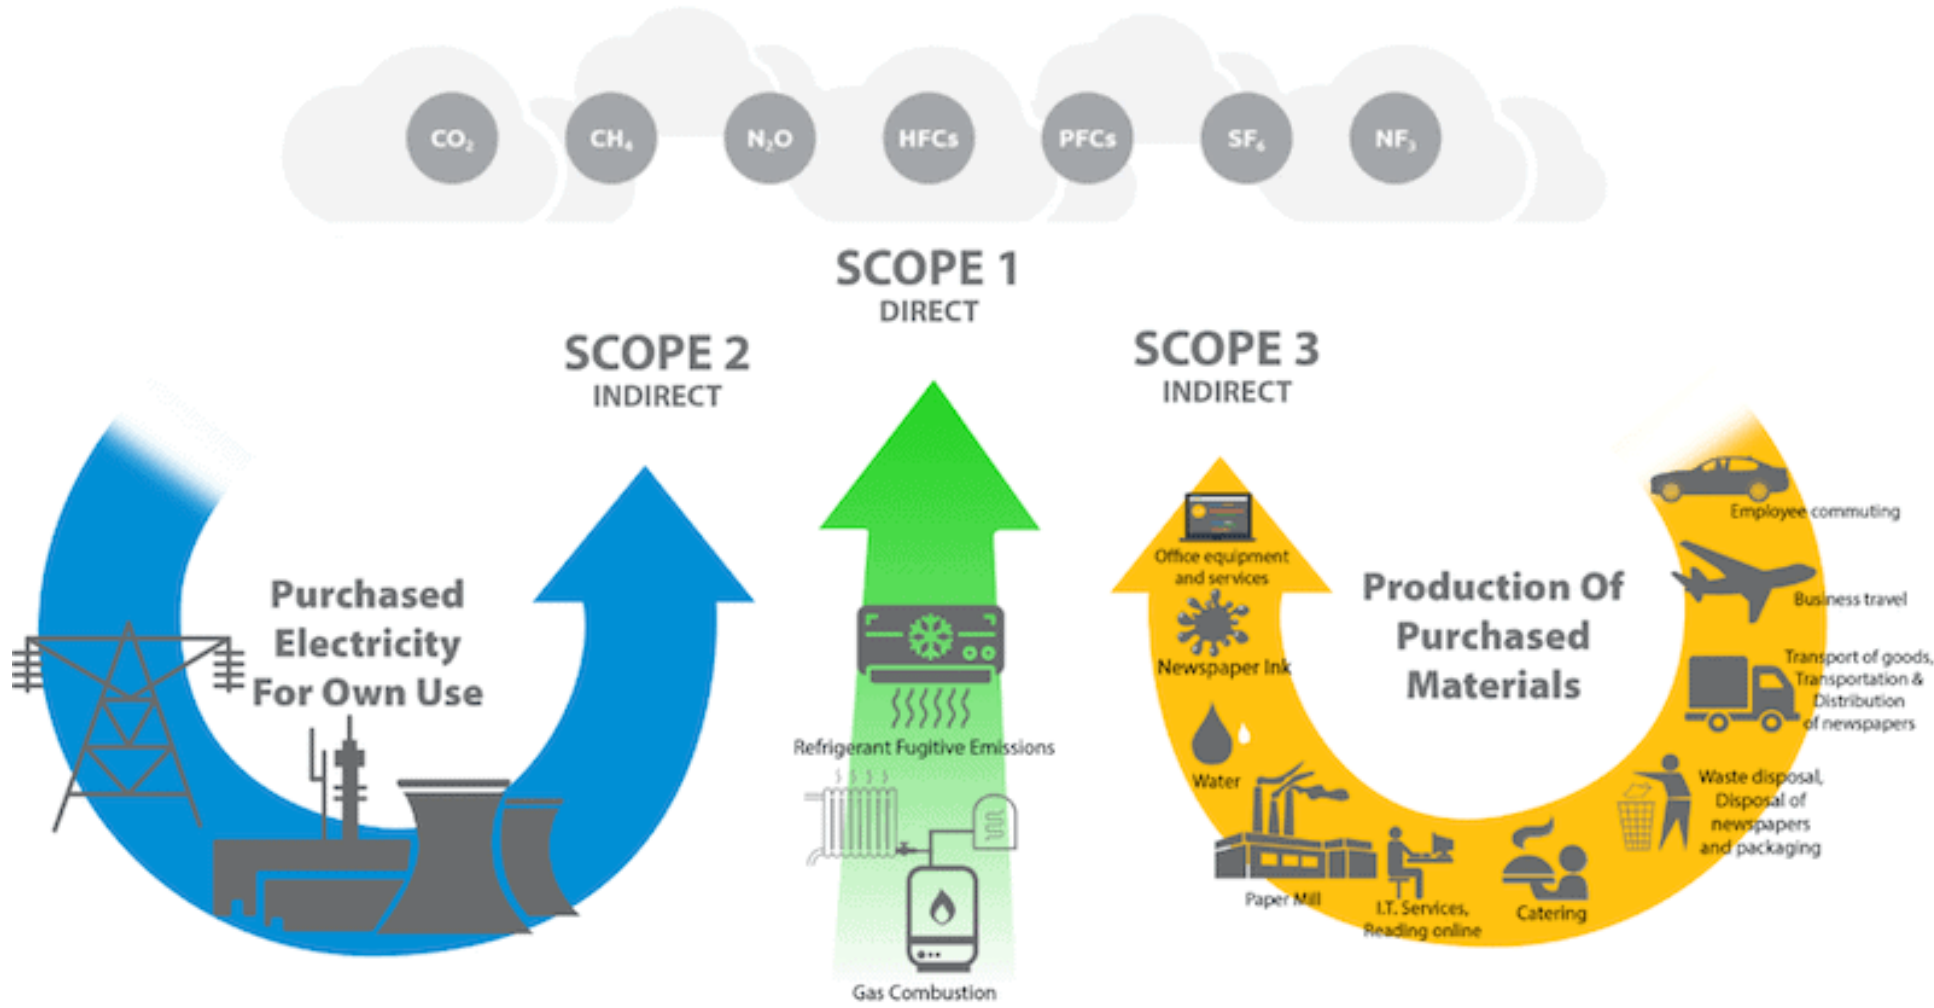 CO₂
CH₄
N₂O
HFCs
PFCs
SF₆
NF₃
SCOPE 1
DIRECT
SCOPE 2
INDIRECT
SCOPE 3
INDIRECT
Purchased
Electricity
For Own Use
Refrigerant Fugitive Emissions
Gas Combustion
Production Of
Purchased
Materials
Office equipment
and services
Newspaper Ink
Water
Paper Mill
I.T. Services,
Reading online
Catering
Waste disposal,
Disposal of
newspapers
and packaging
Transport of goods,
Transportation &
Distribution
of newspapers
Business travel
Employee commuting